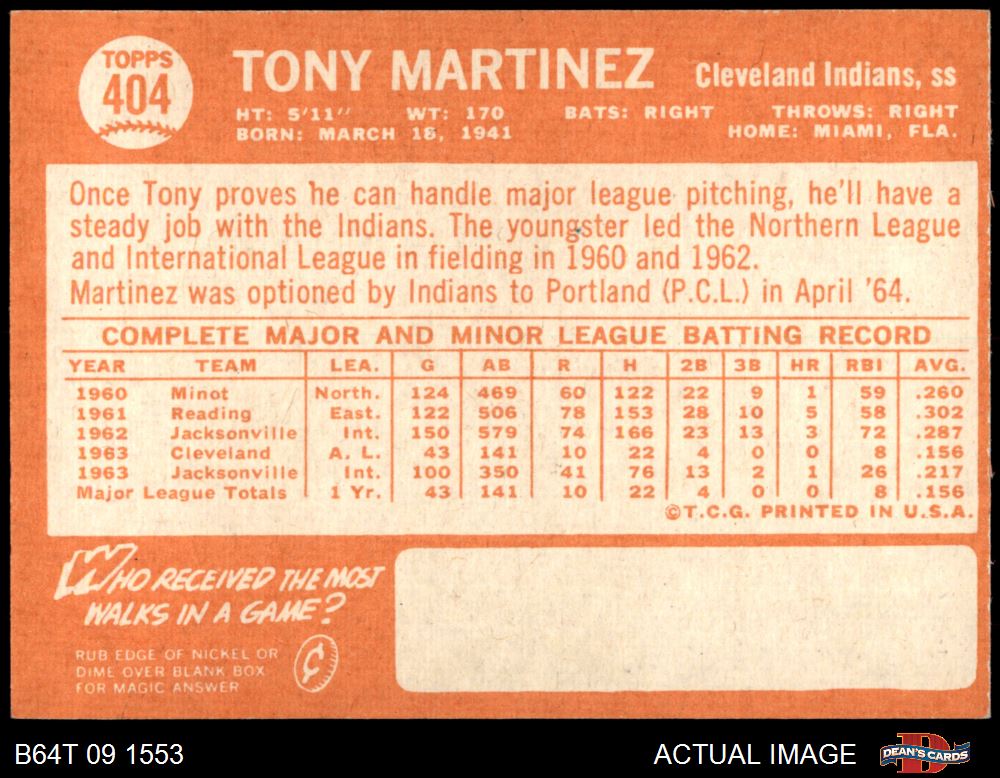 TOPPS
404
TONY MARTINEZ
Cleveland Indians, ss
HT: 5'11" WT: 170 BATS: RIGHT THROWS: RIGHT
BORN: MARCH 18, 1941 HOME: MIAMI, FLA.
Once Tony proves he can handle major league pitching, he'll have a
steady job with the Indians. The youngster led the Northern League
and International League in fielding in 1960 and 1962.
Martinez was optioned by Indians to Portland (P.C.L.) in April '64.
COMPLETE MAJOR AND MINOR LEAGUE BATTING RECORD
YEAR TEAM LEA. G AB R H 2B 3B HR RBI AVG.
1960 Minot North. 124 469 60 122 22 9 1 59 .260
1961 Reading East. 122 506 78 153 28 10 5 58 .302
1962 Jacksonville Int. 150 579 74 166 23 13 3 72 .287
1963 Cleveland A. L. 43 141 10 22 4 0 0 8 .156
1963 Jacksonville Int. 100 350 41 76 13 2 1 26 .217
Major League Totals 1 Yr. 43 141 10 22 4 0 0 8 .156
©T.C.G. PRINTED IN U.S.A.
WHO RECEIVED THE MOST
WALKS IN A GAME?
RUB EDGE OF NICKEL OR
DIME OVER BLANK BOX
FOR MAGIC ANSWER
¢
B64T 09 1553
ACTUAL IMAGE
D
DEAN'S CARDS